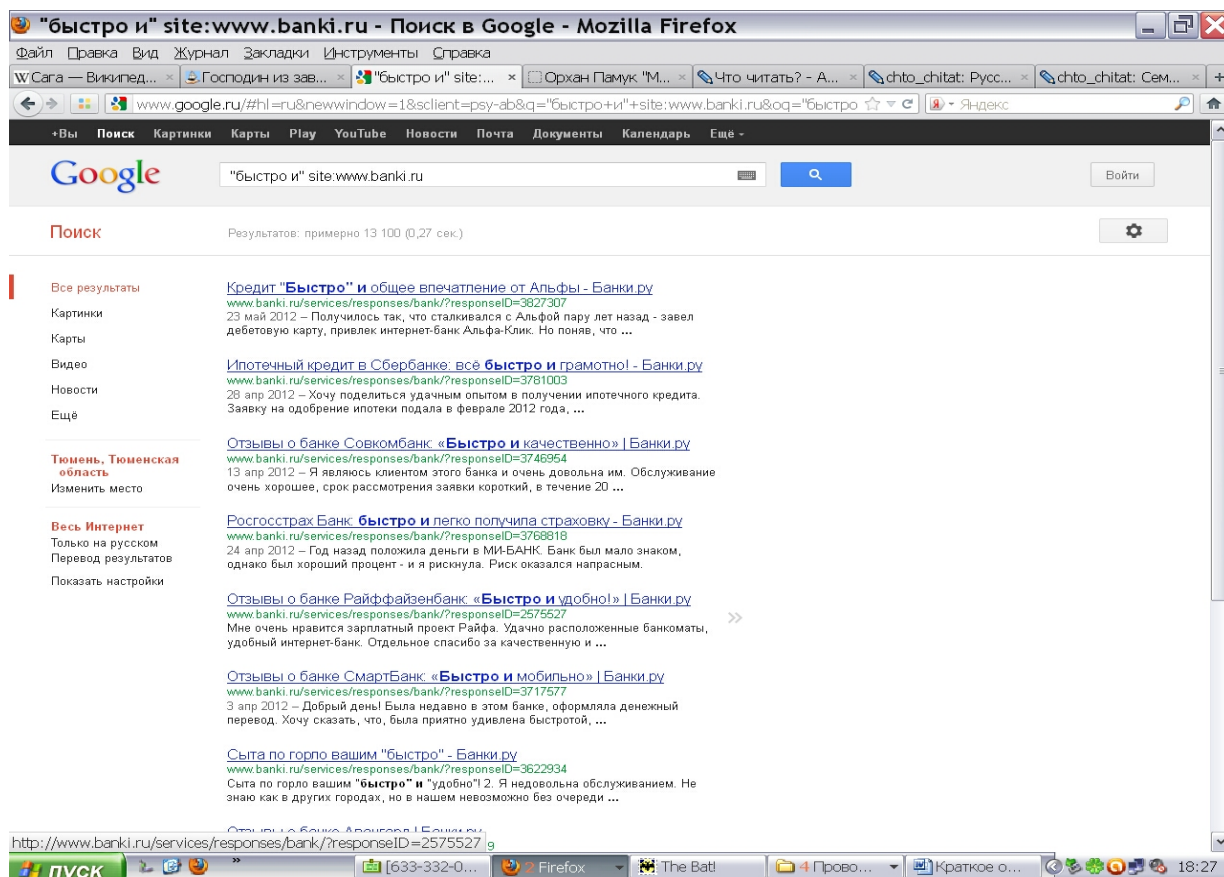 "быстро и" site:www.banki.ru - Поиск в Google - Mozilla Firefox
Файл Правка Вид Журнал Закладки Инструменты Справка
W Сага — Википед... Господин из зав... "быстро и" site:... Орхан Памук "М... Что читать? - А... chto_chitat: Русс... chto_chitat: Сем...
www.google.ru/#hl=ru&newwindow=1&sclient=psy-ab&q="быстро+и"+site:www.banki.ru&oq="быстро Яндекс
+Вы Поиск Картинки Карты Play YouTube Новости Почта Документы Календарь Ещё
Google "быстро и" site:www.banki.ru Войти
Поиск Результатов: примерно 13 100 (0,27 сек.)
Все результаты
Картинки
Карты
Видео
Новости
Ещё
Тюмень, Тюменская
область
Изменить место
Весь Интернет
Только на русском
Перевод результатов
Показать настройки
Кредит "Быстро" и общее впечатление от Альфы - Банки.ру
www.banki.ru/services/responses/bank/?responseID=3827307
23 май 2012 – Получилось так, что сталкивался с Альфой пару лет назад - завел
дебетовую карту, привлек интернет-банк Альфа-Клик. Но поняв, что ...
Ипотечный кредит в Сбербанке: всё быстро и грамотно! - Банки.ру
www.banki.ru/services/responses/bank/?responseID=3781003
28 апр 2012 – Хочу поделиться удачным опытом в получении ипотечного кредита.
Заявку на одобрение ипотеки подала в феврале 2012 года, ...
Отзывы о банке Совкомбанк: «Быстро и качественно» | Банки.ру
www.banki.ru/services/responses/bank/?responseID=3746954
13 апр 2012 – Я являюсь клиентом этого банка и очень довольна им. Обслуживание
очень хорошее, срок рассмотрения заявки короткий, в течение 20 ...
Росгосстрах Банк: быстро и легко получила страховку - Банки.ру
www.banki.ru/services/responses/bank/?responseID=3768818
24 апр 2012 – Год назад положила деньги в МИ-БАНК. Банк был мало знаком,
однако был хороший процент - и я рискнула. Риск оказался напрасным.
Отзывы о банке Райффайзенбанк: «Быстро и удобно!» | Банки.ру
www.banki.ru/services/responses/bank/?responseID=2575527
Мне очень нравится зарплатный проект Райфа. Удачно расположенные банкоматы,
удобный интернет-банк. Отдельное спасибо за качественную и ...
Отзывы о банке СмартБанк: «Быстро и мобильно» | Банки.ру
www.banki.ru/services/responses/bank/?responseID=3717577
3 апр 2012 – Добрый день! Была недавно в этом банке, оформляла денежный
перевод. Хочу сказать, что, была приятно удивлена быстротой, ...
Сыта по горло вашим "быстро" - Банки.ру
www.banki.ru/services/responses/bank/?responseID=3622934
Сыта по горло вашим "быстро" и "удобно"! 2. Я недовольна обслуживанием. Не
знаю как в других городах, но в нашем невозможно без очереди ...
Отзывы о банке Авангард | Банки.ру
http://www.banki.ru/services/responses/bank/?responseID=2575527 9
пуск » [633-332-0... 2 Firefox The Bat! 4 Прово... Краткое о... 18:27